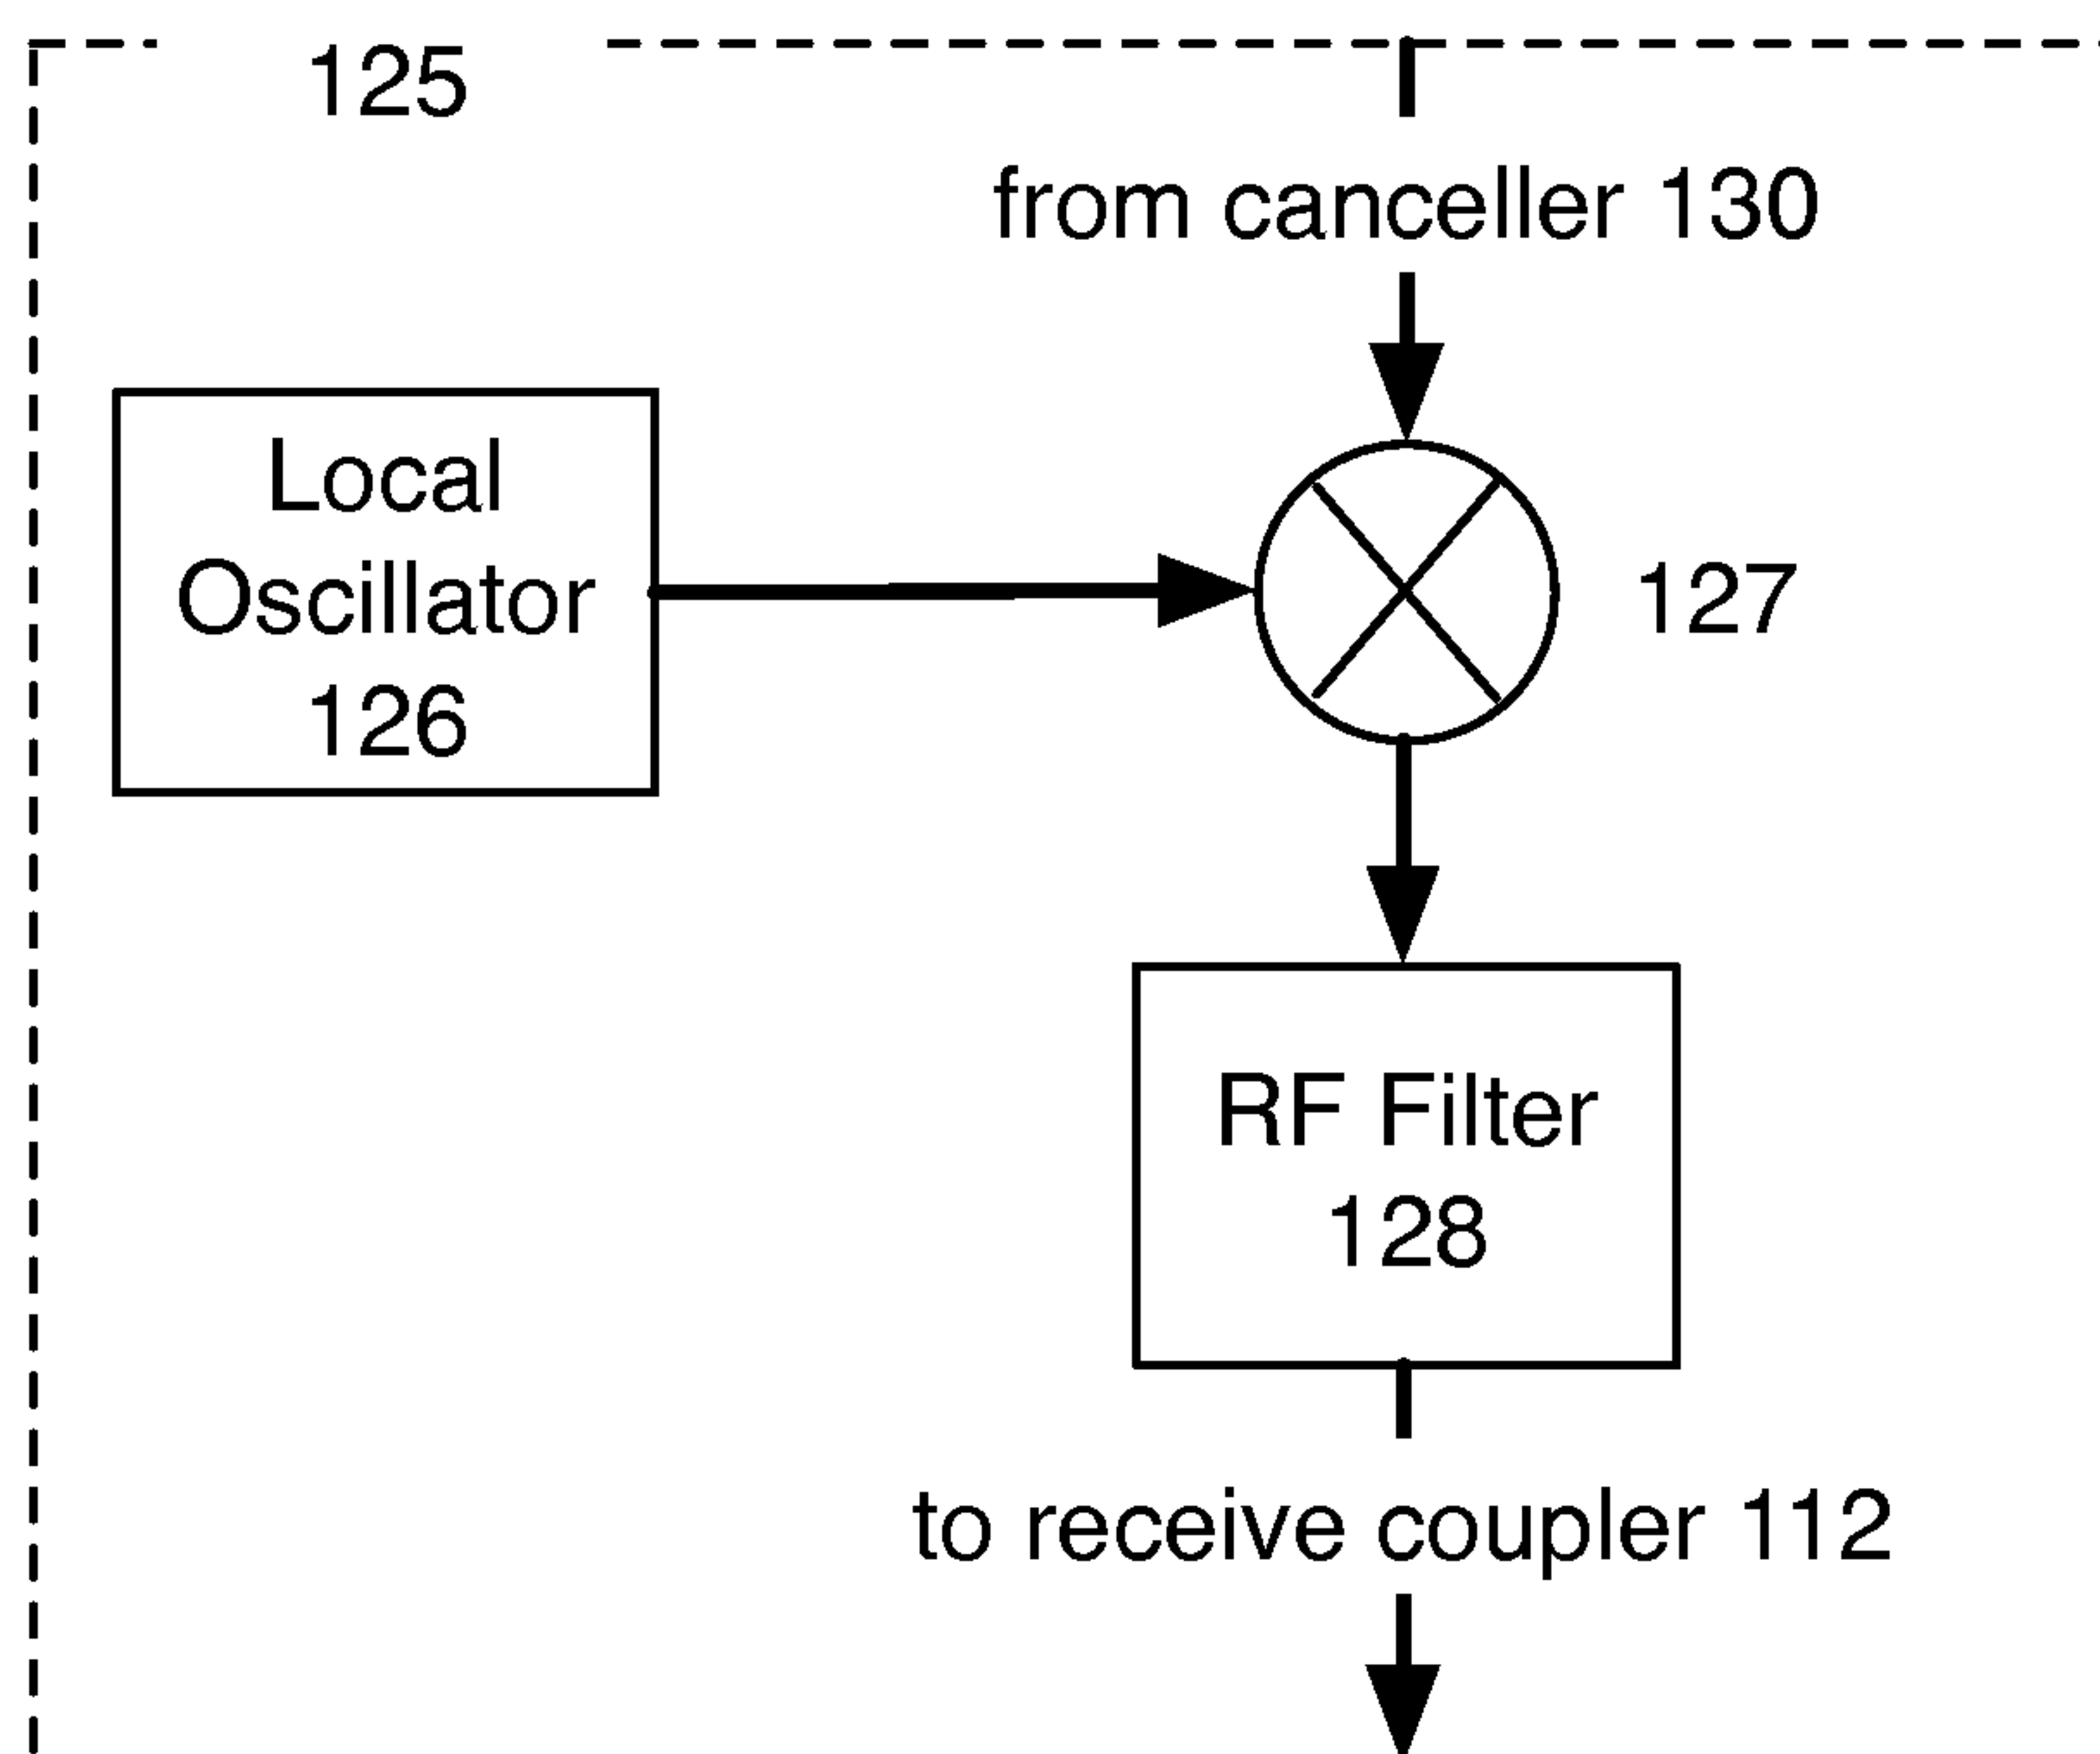 125
from canceller 130
Local
Oscillator
126
127
RF Filter
128
to receive coupler 112